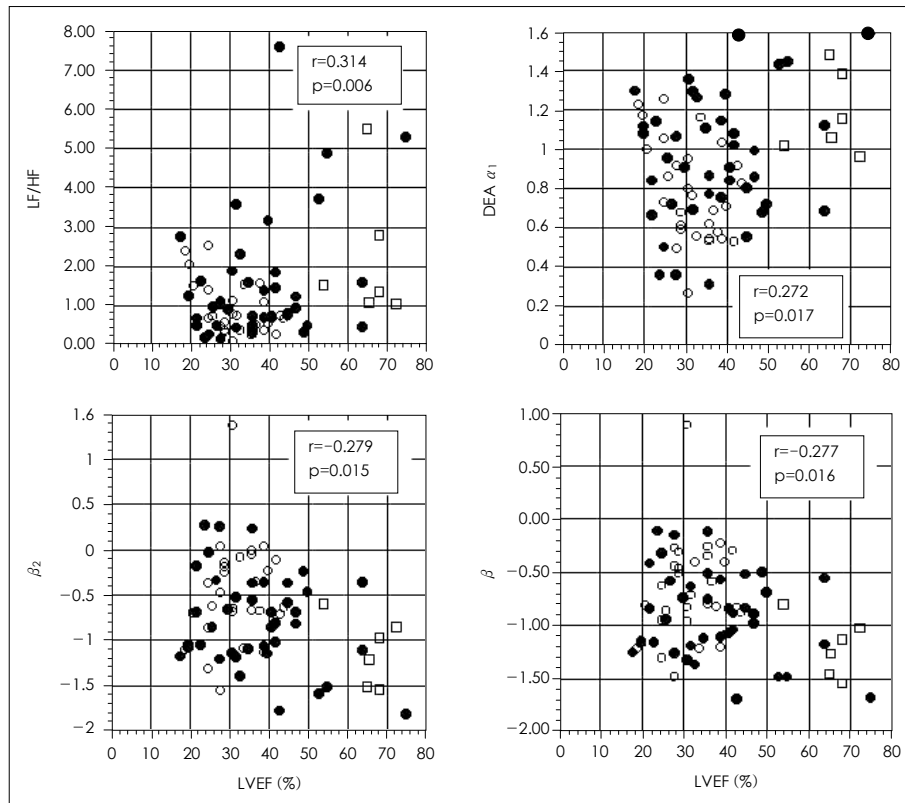 8.00
7.00
6.00
5.00
4.00
3.00
2.00
1.00
0.00
LF/HF
r=0.314
p=0.006
0 10 20 30 40 50 60 70 80
1.6
1.4
1.2
1
0.8
0.6
0.4
0.2
0
DEA α1
r=0.272
p=0.017
0 10 20 30 40 50 60 70 80
1.6
1
0.5
0
−0.5
−1
−1.5
−2
β2
r=−0.279
p=0.015
0 10 20 30 40 50 60 70 80
LVEF (%)
1.00
0.50
0.00
−0.50
−1.00
−1.50
−2.00
β
r=−0.277
p=0.016
0 10 20 30 40 50 60 70 80
LVEF (%)